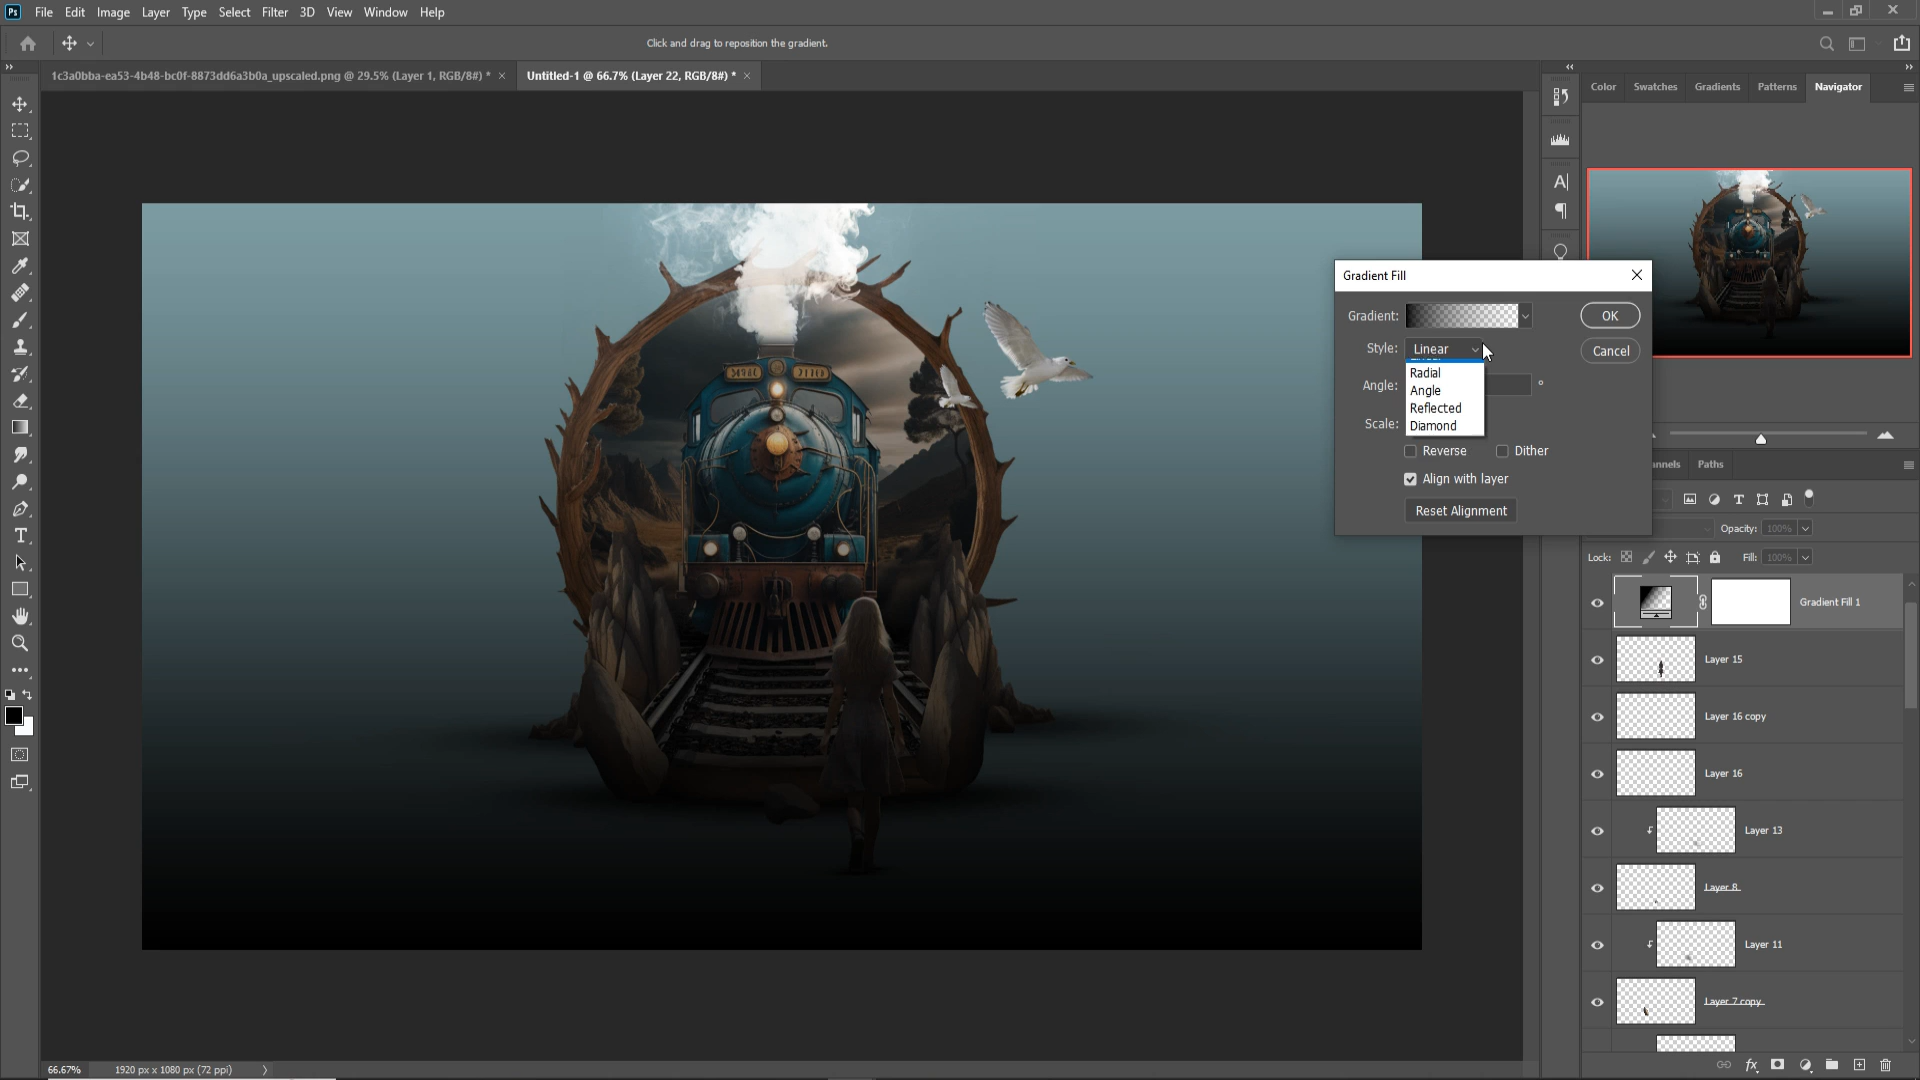 Ps File Edit Image Layer Type Select Filter 3D View Window Help
Click and drag to reposition the gradient.
1c3a0bba-ea53-4b48-bc0f-8873dd6a3b0a_upscaled.png @ 29.5% (Layer 1, RGB/8#) *
Untitled-1 @ 66.7% (Layer 22, RGB/8#) *
Color Swatches Gradients Patterns Navigator
Gradient Fill
Gradient:
OK
Style: Linear
Cancel
Radial
Angle: Angle °
Reflected
Scale: Diamond
Reverse Dither
Align with layer
Reset Alignment
Paths
Opacity: 100%
Lock: Fill: 100%
Gradient Fill 1
Layer 15
Layer 16 copy
Layer 16
Layer 13
Layer 8
Layer 11
Layer 7 copy
66.67% 1920 px x 1080 px (72 ppi)